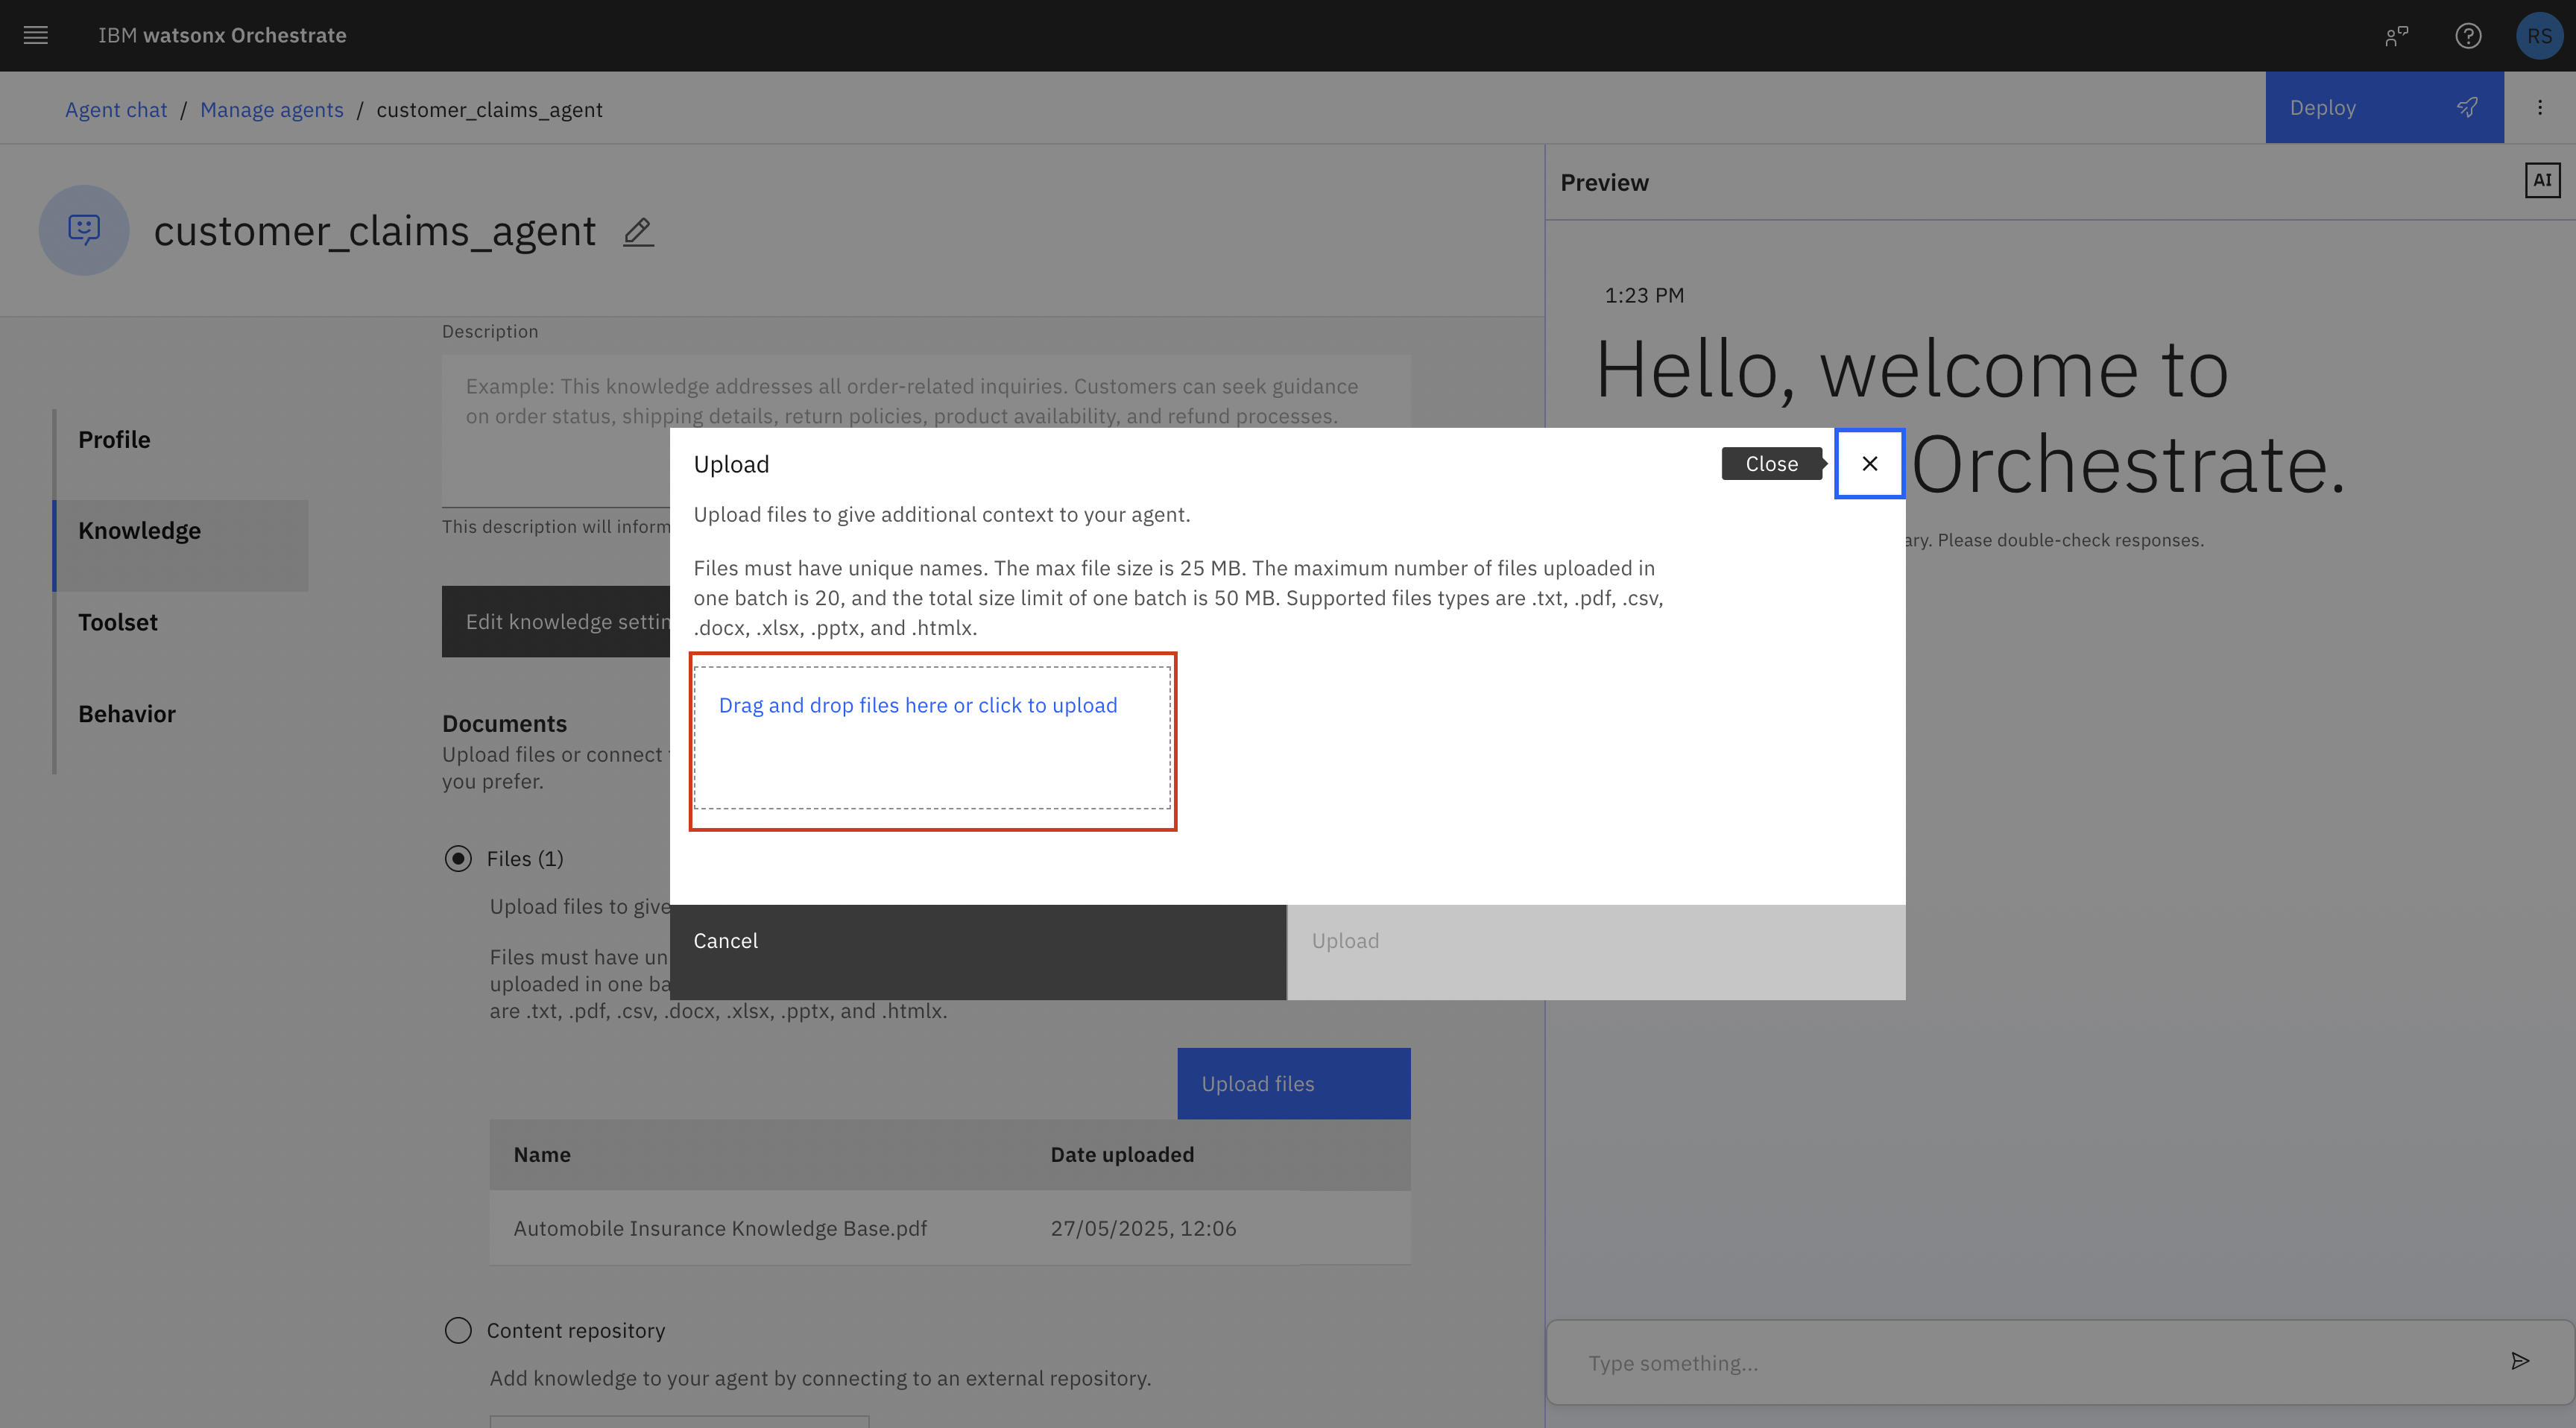 IBM watsonx Orchestrate
RS
Agent chat / Manage agents / customer_claims_agent
Deploy
customer_claims_agent
Preview
AI
1:23 PM
Hello, welcome to
Orchestrate.
ary. Please double-check responses.
Profile
Knowledge
Toolset
Behavior
Description
Example: This knowledge addresses all order-related inquiries. Customers can seek guidance
on order status, shipping details, return policies, product availability, and refund processes.
This description will inform
Edit knowledge settin
Documents
Upload files or connect
you prefer.
Files (1)
Upload files to give
Files must have un
uploaded in one ba
are .txt, .pdf, .csv, .docx, .xlsx, .pptx, and .htmlx.
Upload files
Name Date uploaded
Automobile Insurance Knowledge Base.pdf 27/05/2025, 12:06
Content repository
Add knowledge to your agent by connecting to an external repository.
Upload
Close
Upload files to give additional context to your agent.
Files must have unique names. The max file size is 25 MB. The maximum number of files uploaded in
one batch is 20, and the total size limit of one batch is 50 MB. Supported files types are .txt, .pdf, .csv,
.docx, .xlsx, .pptx, and .htmlx.
Drag and drop files here or click to upload
Cancel
Upload
Type something...